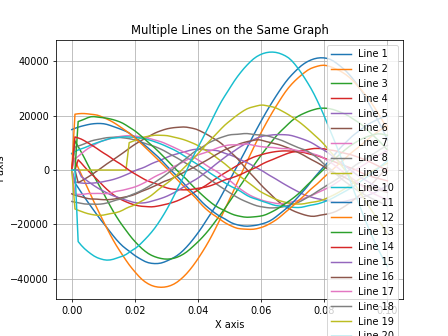 Multiple Lines on the Same Graph
40000
20000
0
−20000
−40000
0.00
0.02
0.04
0.06
X axis
Line 1
Line 2
Line 3
Line 4
Line 5
Line 6
Line 7
Line 8
Line 9
Line 10
Line 11
Line 12
Line 13
Line 14
Line 15
Line 16
Line 17
Line 18
Line 19
Line 20